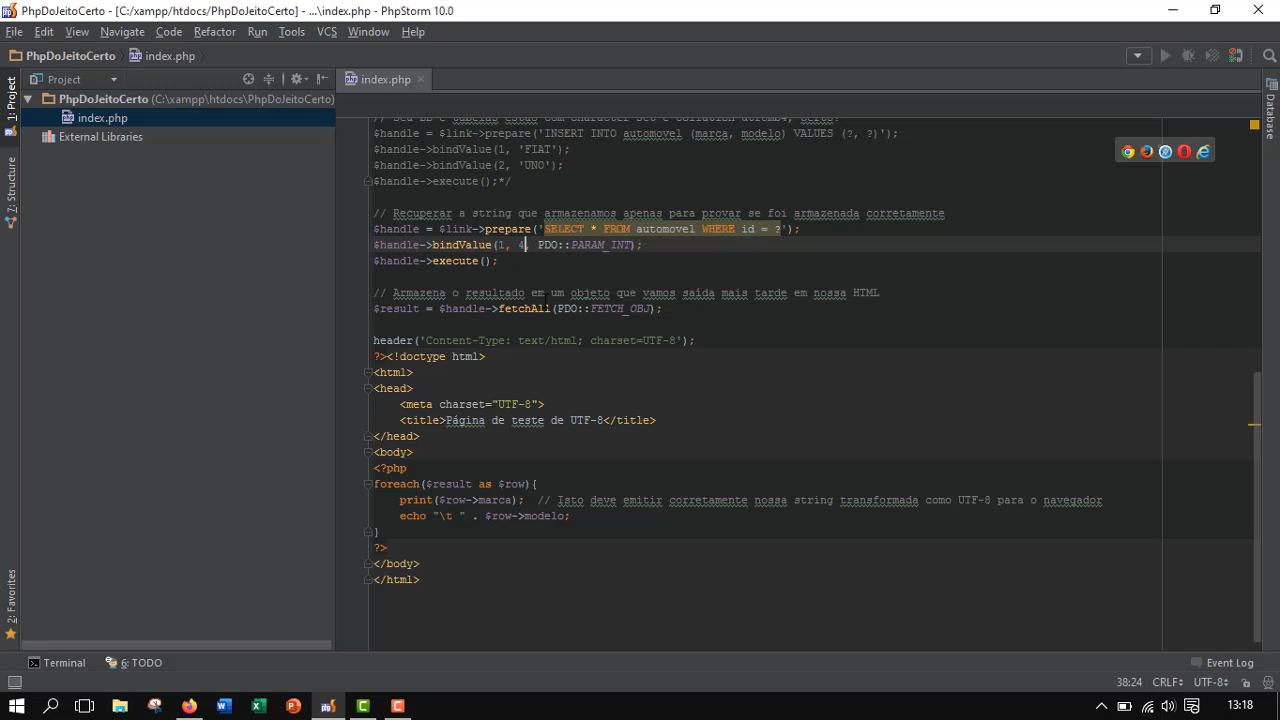 PhpDoJeitoCerto - [C:/xampp/htdocs/PhpDoJeitoCerto] - ...\index.php - PhpStorm 10.0
File Edit View Navigate Code Refactor Run Tools VCS Window Help
PhpDoJeitoCerto index.php
Project
index.php
1: Project
7: Structure
2: Favorites
Database
PhpDoJeitoCerto (C:\xampp\htdocs\PhpDoJeitoCerto)
index.php
External Libraries
$handle = $link->prepare('INSERT INTO automovel (marca, modelo) VALUES (?, ?)');
$handle->bindValue(1, 'FIAT');
$handle->bindValue(2, 'UNO');
$handle->execute();*/
// Recuperar a string que armazenamos apenas para provar se foi armazenada corretamente
$handle = $link->prepare('SELECT * FROM automovel WHERE id = ?');
$handle->bindValue(1, 4, PDO::PARAM_INT);
$handle->execute();
// Armazena o resultado em um objeto que vamos saída mais tarde em nossa HTML
$result = $handle->fetchAll(PDO::FETCH_OBJ);
header('Content-Type: text/html; charset=UTF-8');
?><!doctype html>
<html>
<head>
<meta charset="UTF-8">
<title>Página de teste de UTF-8</title>
</head>
<body>
<?php
foreach($result as $row){
print($row->marca); // Isto deve emitir corretamente nossa string transformada como UTF-8 para o navegador
echo "\t " . $row->modelo;
}
?>
</body>
</html>
Terminal 6: TODO Event Log
38:24 CRLF UTF-8
13:18